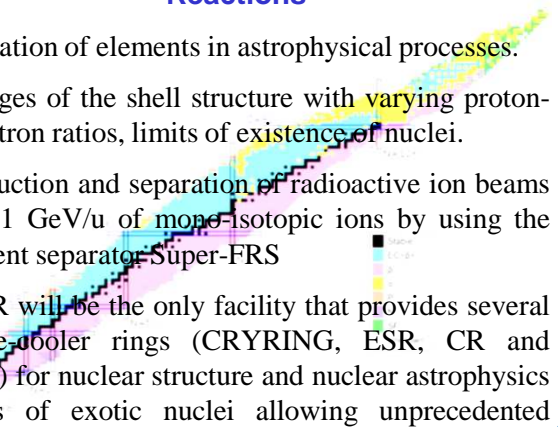 Reactions
ation of elements in astrophysical processes.
ges of the shell structure with varying proton-
tron ratios, limits of existence of nuclei.
uction and separation of radioactive ion beams
1 GeV/u of mono-isotopic ions by using the
ent separator Super-FRS
R will be the only facility that provides several
e-cooler rings (CRYRING, ESR, CR and
) for nuclear structure and nuclear astrophysics
s of exotic nuclei allowing unprecedented